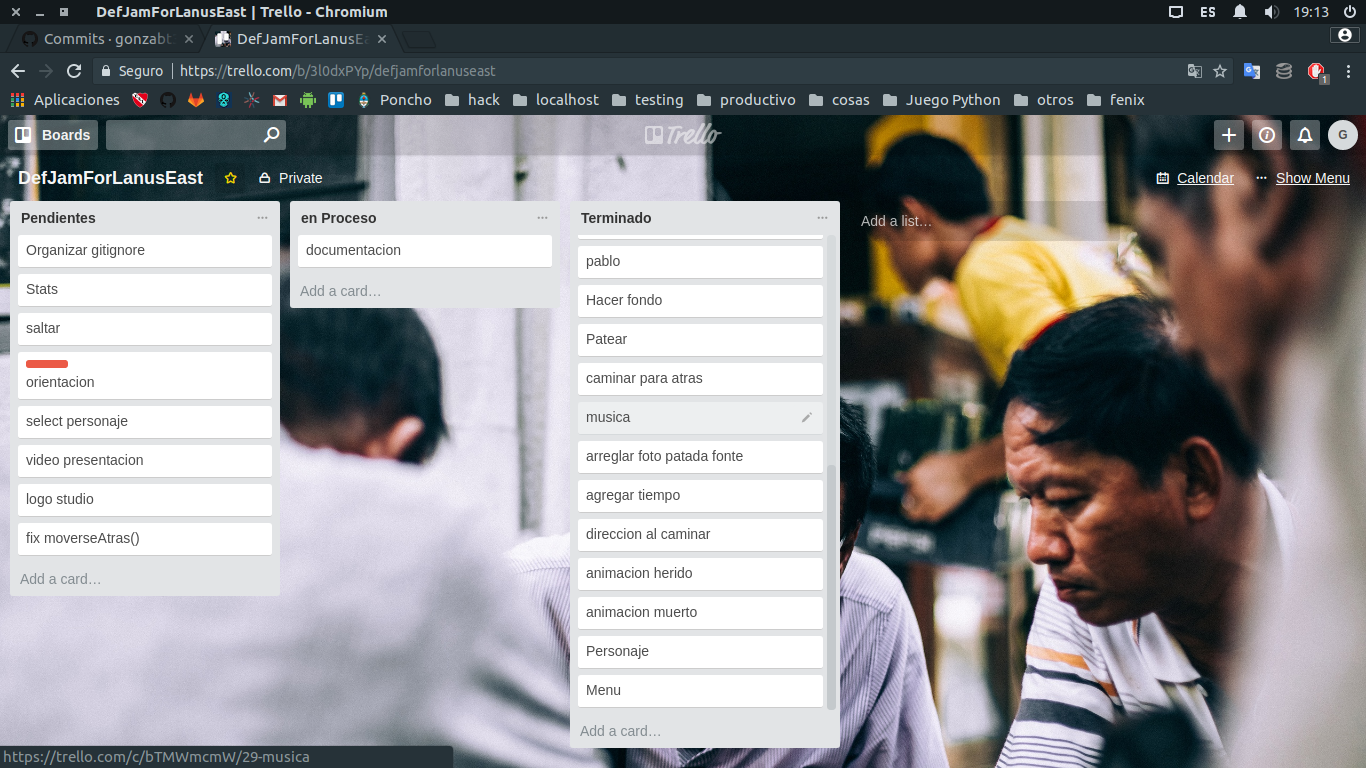 DefJamForLanusEast | Trello - Chromium
ES
19:13
Commits · gonzabt
DefJamForLanusEa
Seguro
https://trello.com/b/3l0dxPYp/defjamforlanuseast
1
Aplicaciones
Poncho
hack
localhost
testing
productivo
cosas
Juego Python
otros
fenix
Boards
Trello
G
DefJamForLanusEast
Private
Calendar
Show Menu
Pendientes
Organizar gitignore
Stats
saltar
orientacion
select personaje
video presentacion
logo studio
fix moverseAtras()
Add a card…
en Proceso
documentacion
Add a card…
Terminado
pablo
Hacer fondo
Patear
caminar para atras
musica
arreglar foto patada fonte
agregar tiempo
direccion al caminar
animacion herido
animacion muerto
Personaje
Menu
Add a card…
Add a list…
https://trello.com/c/bTMWmcmW/29-musica